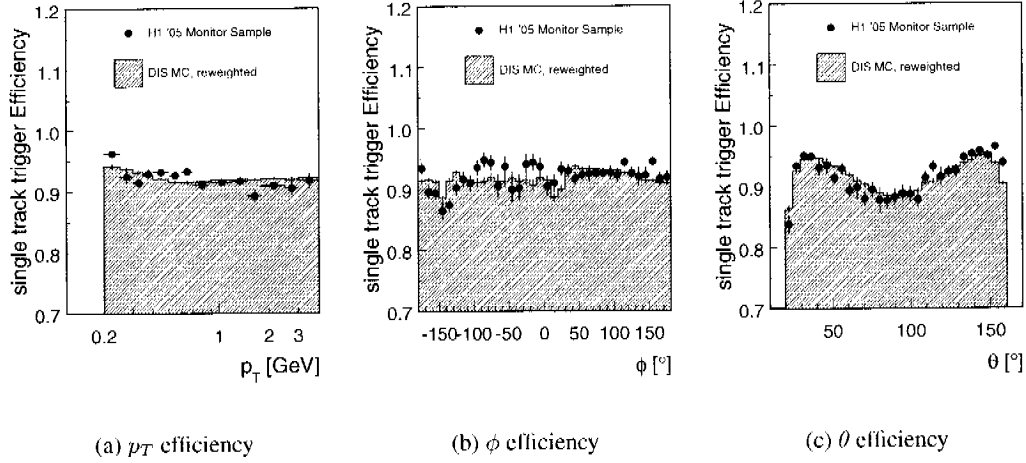 single track trigger Efficiency
1.2
1.1
1.0
0.9
0.8
0.7
H1 '05 Monitor Sample
DIS MC, reweighted
0.2 1 2 3
p_T [GeV]
(a) p_T efficiency
single track trigger Efficiency
1.2
1.1
1.0
0.9
0.8
0.7
H1 '05 Monitor Sample
DIS MC, reweighted
-150 -100 -50 0 50 100 150
φ [°]
(b) φ efficiency
single track trigger Efficiency
1.2
1.1
1.0
0.9
0.8
0.7
H1 '05 Monitor Sample
DIS MC, reweighted
50 100 150
θ [°]
(c) θ efficiency